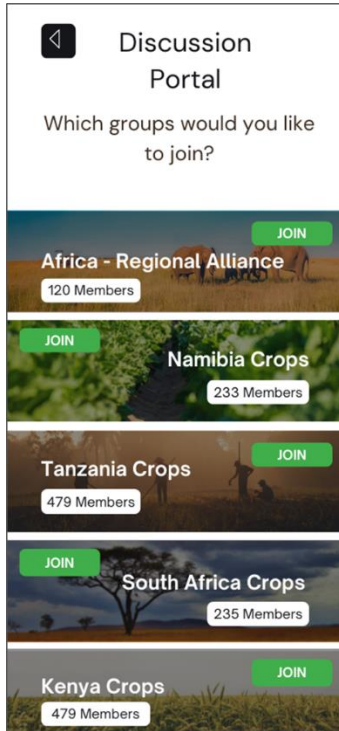 Discussion
Portal
Which groups would you like
to join?
JOIN
Africa - Regional Alliance
120 Members
JOIN
Namibia Crops
233 Members
JOIN
Tanzania Crops
479 Members
JOIN
South Africa Crops
235 Members
JOIN
Kenya Crops
479 Members